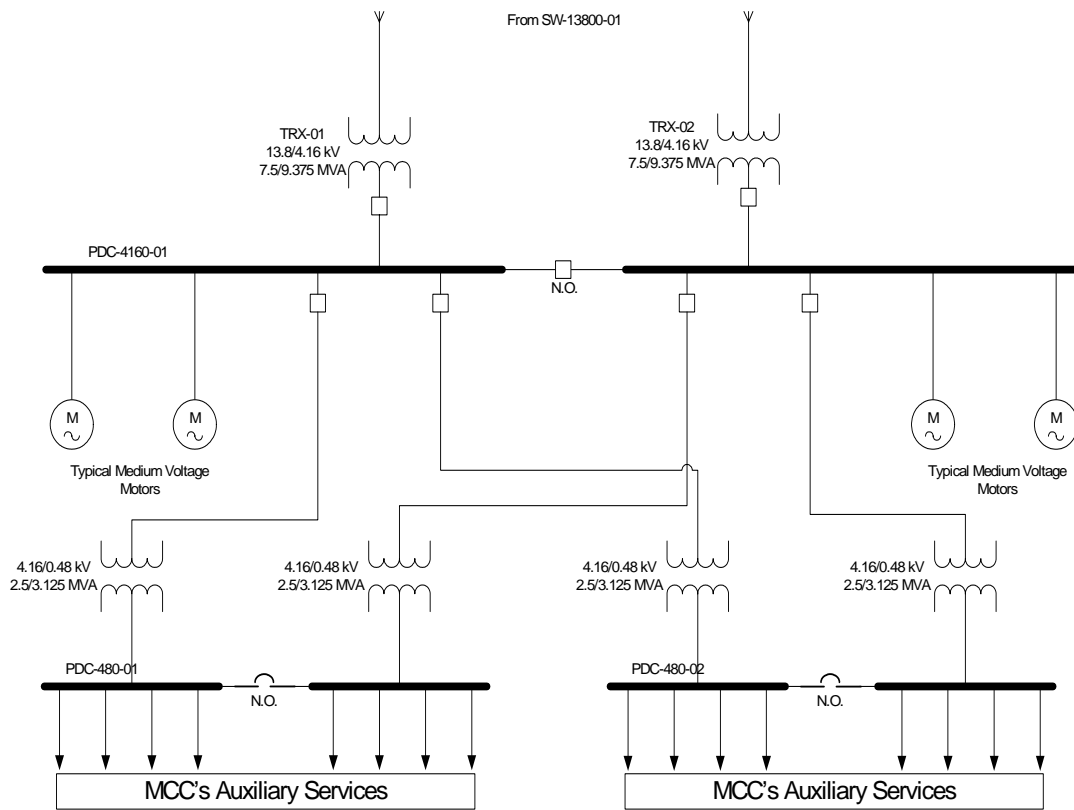 From SW-13800-01
TRX-01
13.8/4.16 kV
7.5/9.375 MVA
TRX-02
13.8/4.16 kV
7.5/9.375 MVA
PDC-4160-01
N.O.
M
M
M
M
Typical Medium Voltage
Motors
Typical Medium Voltage
Motors
4.16/0.48 kV
2.5/3.125 MVA
4.16/0.48 kV
2.5/3.125 MVA
4.16/0.48 kV
2.5/3.125 MVA
4.16/0.48 kV
2.5/3.125 MVA
PDC-480-01
N.O.
PDC-480-02
N.O.
MCC's Auxiliary Services
MCC's Auxiliary Services